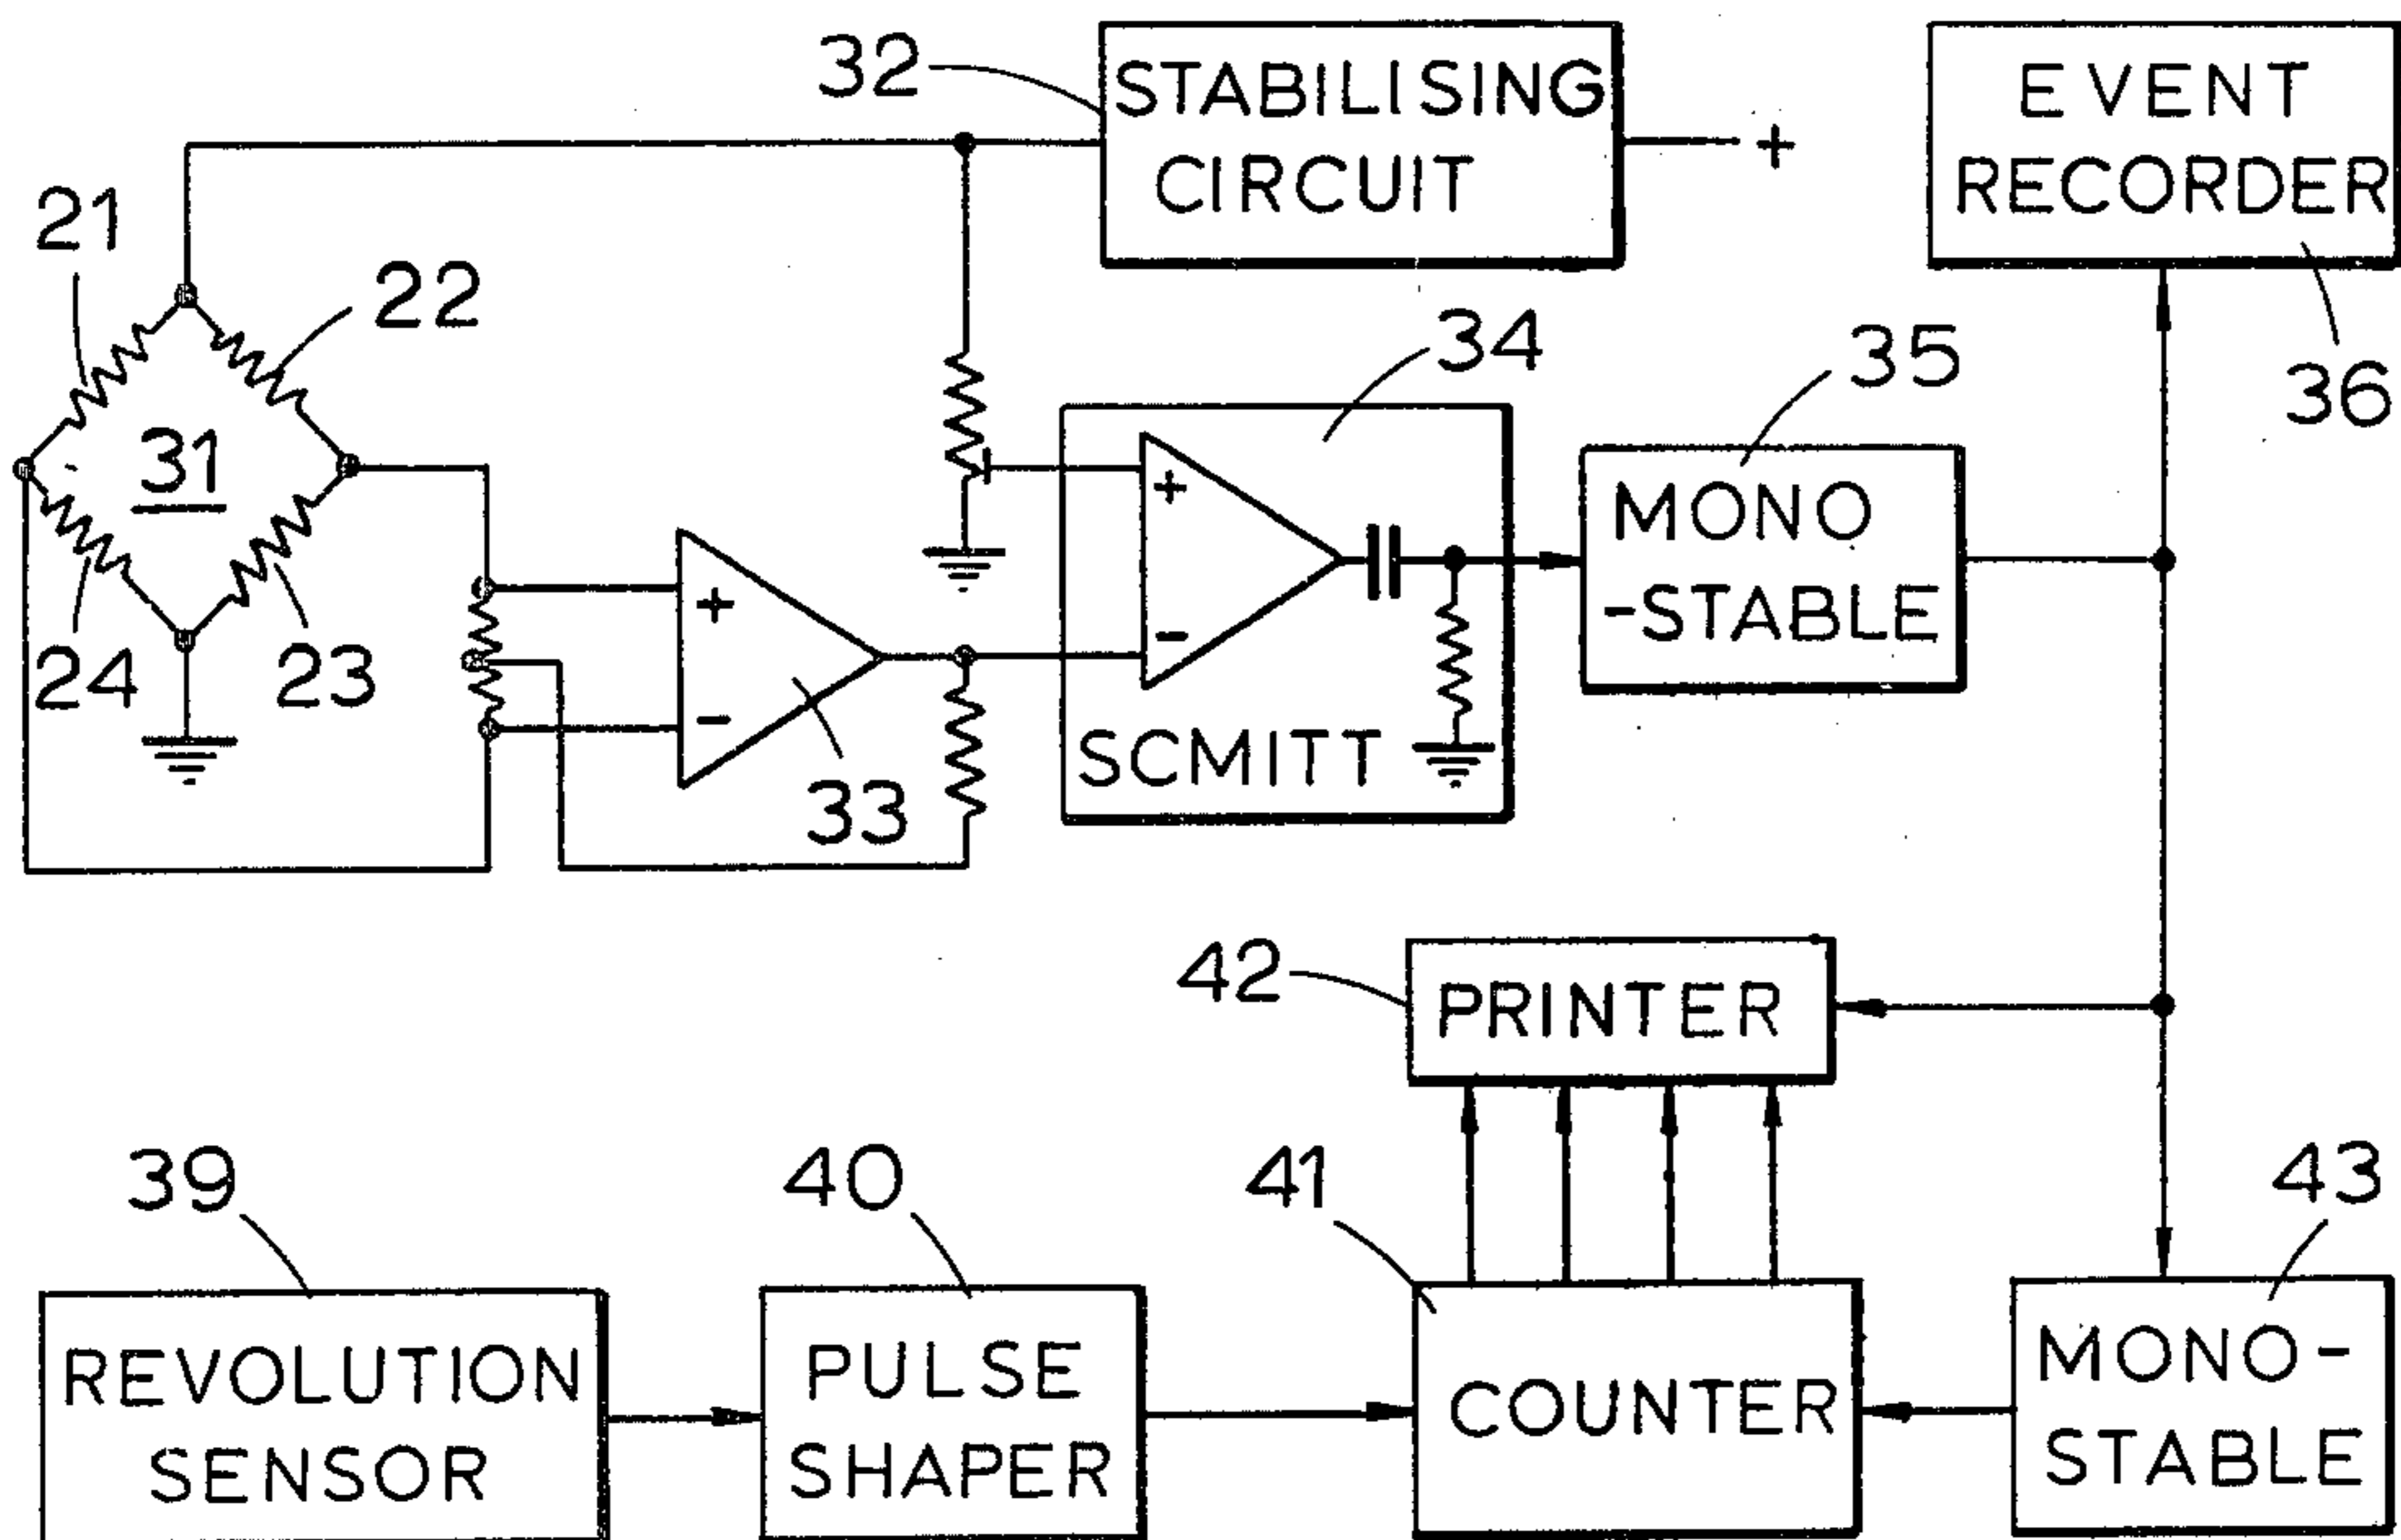 32
STABILISING
CIRCUIT
+
EVENT
RECORDER
36
21
22
31
24
23
+
-
33
34
+
-
SCMITT
35
MONO
-STABLE
42
PRINTER
39
REVOLUTION
SENSOR
40
PULSE
SHAPER
41
COUNTER
43
MONO-
STABLE